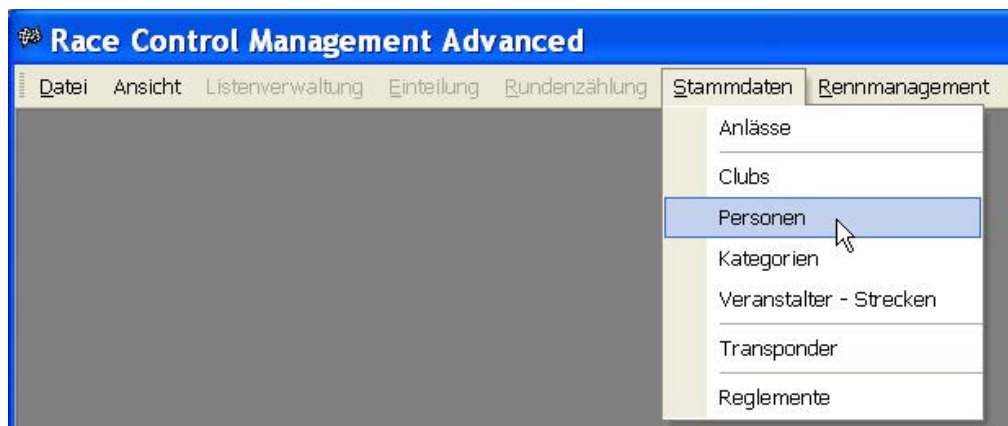 Race Control Management Advanced
Datei Ansicht Listenverwaltung Einteilung Rundenzählung Stammdaten Rennmanagement
Anlässe
Clubs
Personen
Kategorien
Veranstalter - Strecken
Transponder
Reglemente